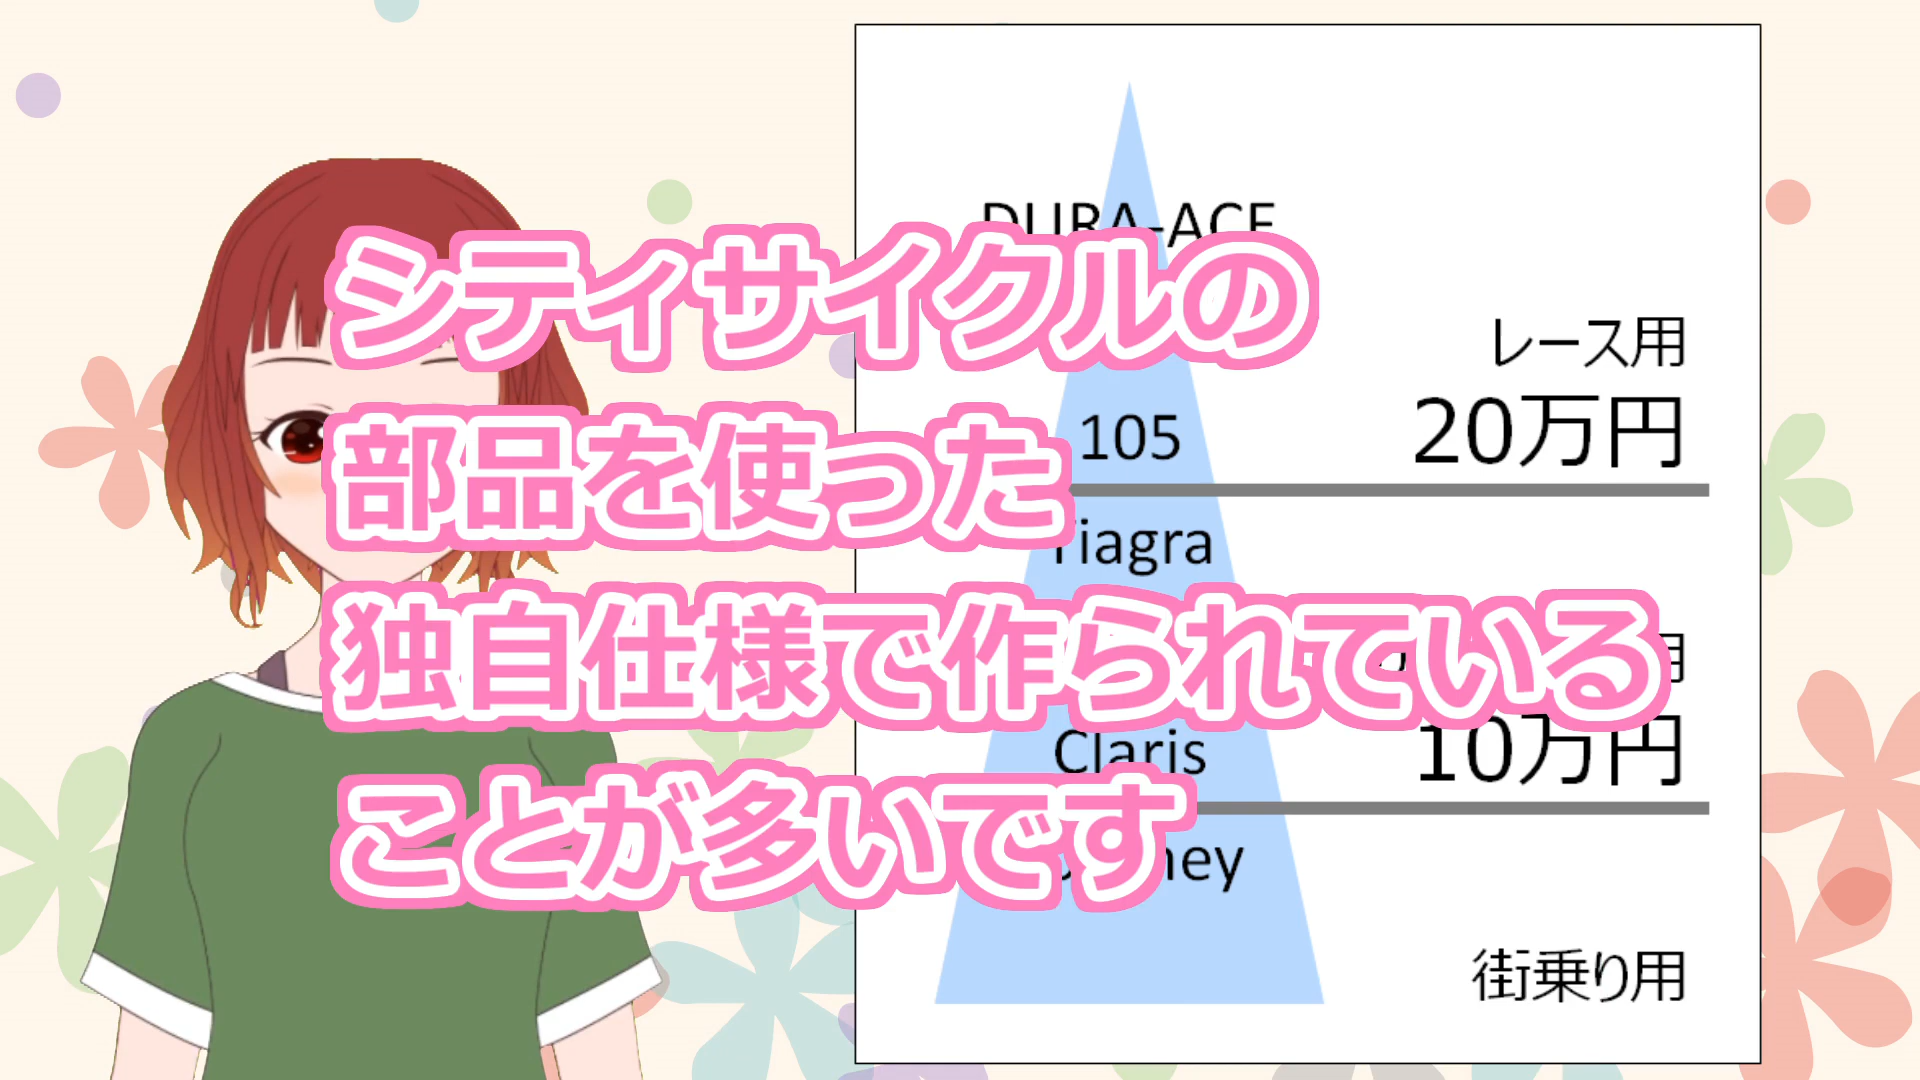 シティサイクルの
部品を使った
独自仕様で作られている
ことが多いです
DURA-ACE
レース用
105
20万円
Tiagra
Claris
10万円
街乗り用